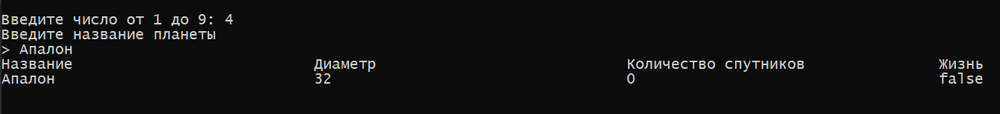 Введите число от 1 до 9: 4
Введите название планеты
> Апалон
Название Диаметр Количество спутников Жизнь
Апалон 32 0 false